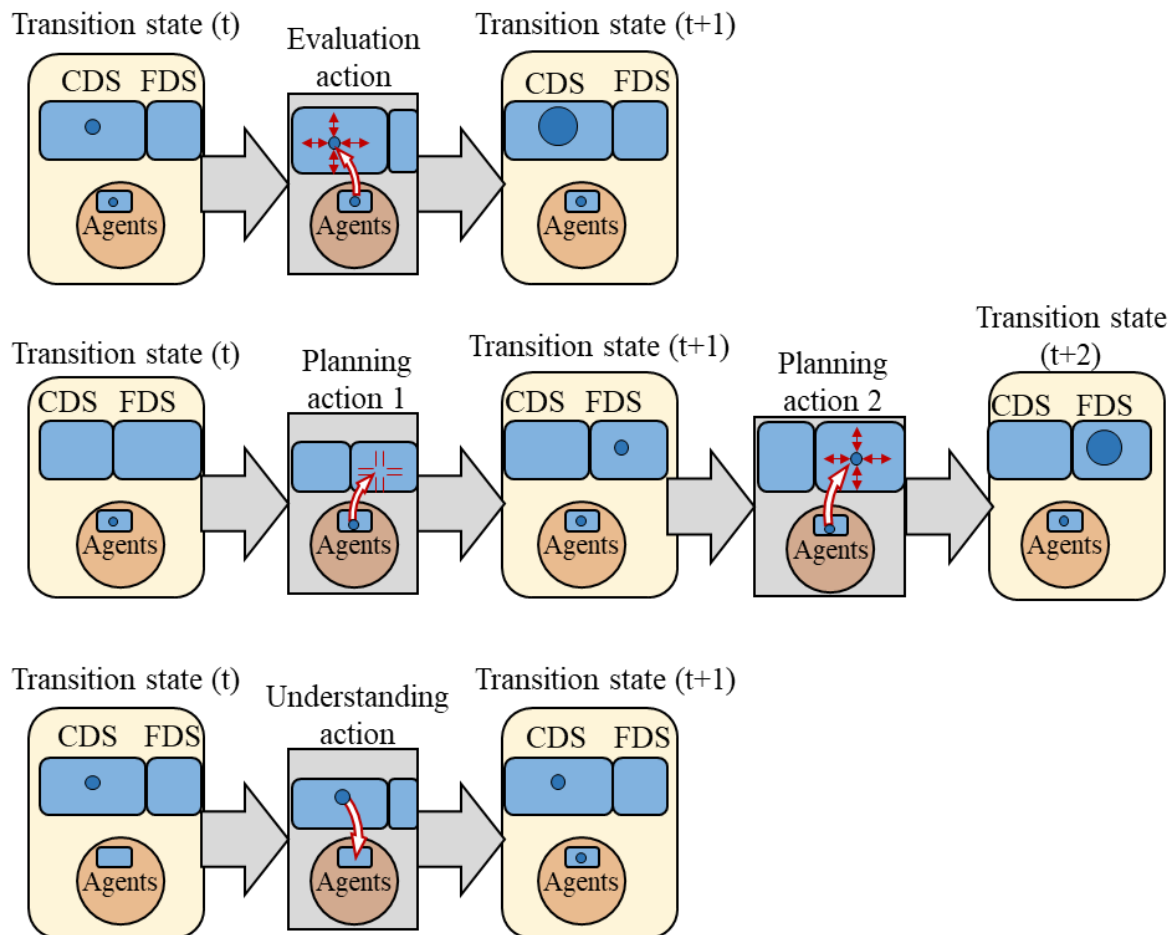 Transition state (t)
Evaluation
action
Transition state (t+1)
CDS FDS
CDS FDS
Agents
Agents
Agents
Transition state (t)
Planning
action 1
Transition state (t+1)
Planning
action 2
Transition state
(t+2)
CDS FDS
CDS FDS
CDS FDS
Agents
Agents
Agents
Agents
Agents
Transition state (t)
Understanding
action
Transition state (t+1)
CDS FDS
CDS FDS
Agents
Agents
Agents